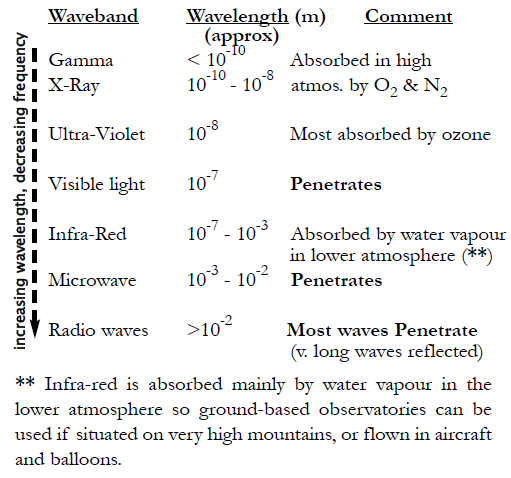 Waveband Wavelength (m) Comment
(approx)
Gamma < 10⁻¹⁰ Absorbed in high
X-Ray 10⁻¹⁰ - 10⁻⁸ atmos. by O₂ & N₂
Ultra-Violet 10⁻⁸ Most absorbed by ozone
Visible light 10⁻⁷ Penetrates
Infra-Red 10⁻⁷ - 10⁻³ Absorbed by water vapour
in lower atmosphere (**)
Microwave 10⁻³ - 10⁻² Penetrates
Radio waves >10⁻² Most waves Penetrate
(v. long waves reflected)
increasing wavelength, decreasing frequency
** Infra-red is absorbed mainly by water vapour in the
lower atmosphere so ground-based observatories can be
used if situated on very high mountains, or flown in aircraft
and balloons.